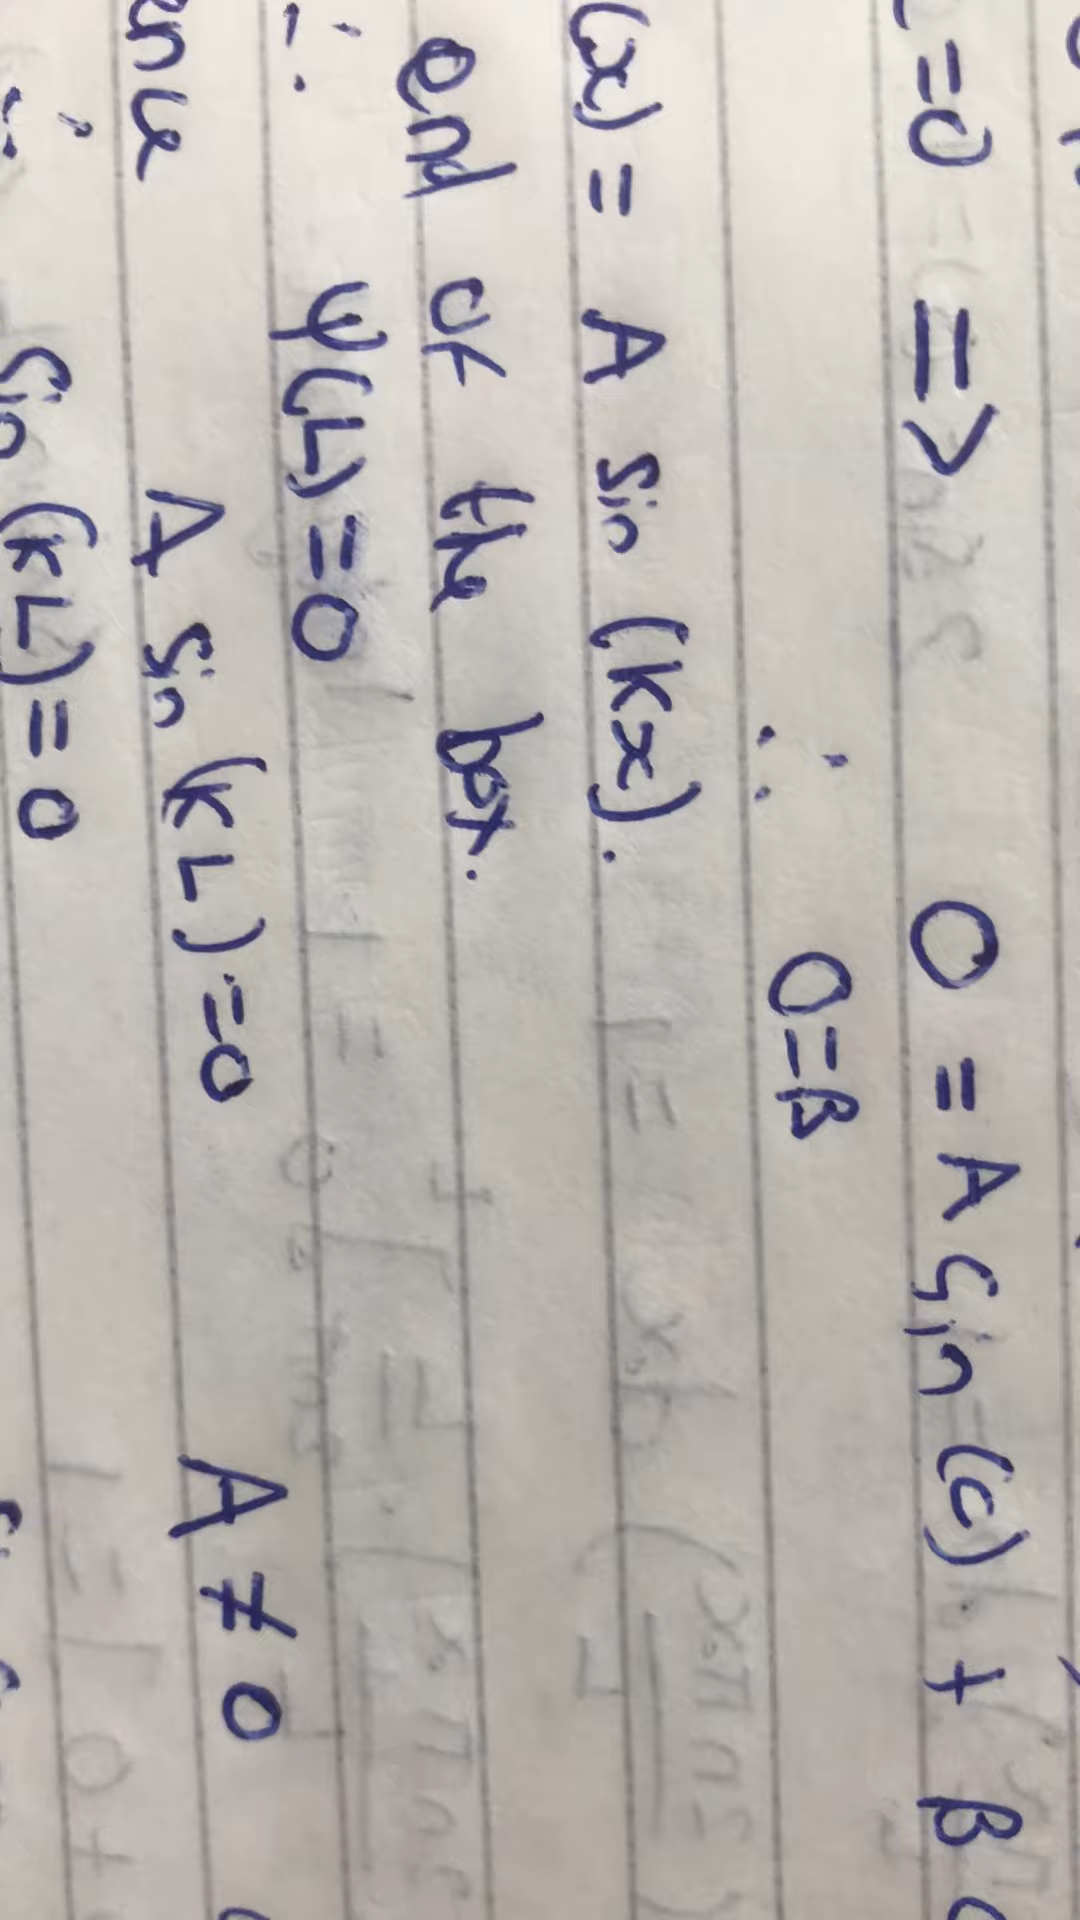 =0 => 0 = A sin (0) + B
∴ 0=B
(x) = A sin (kx).
end of the box.
∴ ψ(L)=0
A sin (KL)=0 A ≠ 0
∴ sin (KL)=0